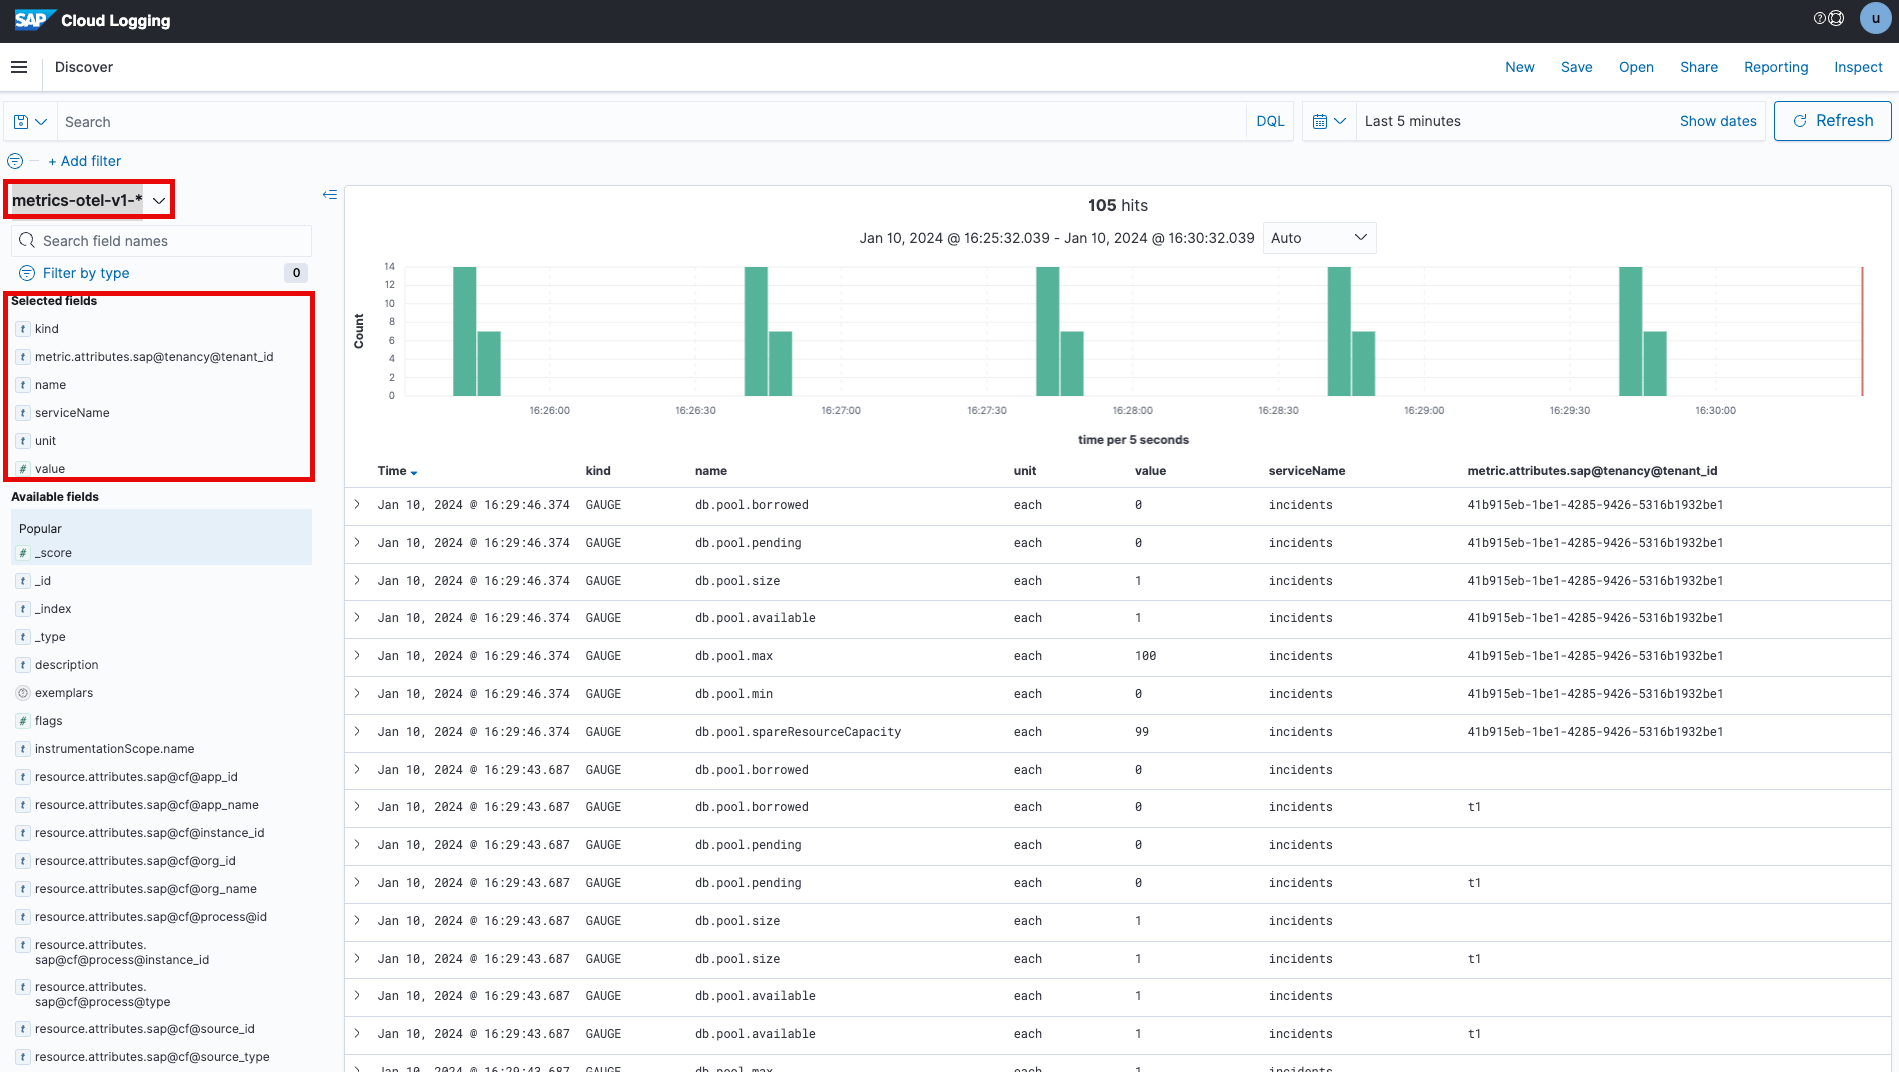 SAP Cloud Logging
u
Discover
New Save Open Share Reporting Inspect
Search DQL Last 5 minutes Show dates Refresh
+ Add filter
metrics-otel-v1-*
Search field names
Filter by type 0
Selected fields
t kind
t metric.attributes.sap@tenancy@tenant_id
t name
t serviceName
t unit
# value
Available fields
Popular
# _score
t _id
t _index
t _type
t description
exemplars
# flags
t instrumentationScope.name
t resource.attributes.sap@cf@app_id
t resource.attributes.sap@cf@app_name
t resource.attributes.sap@cf@instance_id
t resource.attributes.sap@cf@org_id
t resource.attributes.sap@cf@org_name
t resource.attributes.sap@cf@process@id
t resource.attributes.
sap@cf@process@instance_id
t resource.attributes.
sap@cf@process@type
t resource.attributes.sap@cf@source_id
t resource.attributes.sap@cf@source_type
105 hits
Jan 10, 2024 @ 16:25:32.039 - Jan 10, 2024 @ 16:30:32.039 Auto
Count
14
12
10
8
6
4
2
0
16:26:00 16:26:30 16:27:00 16:27:30 16:28:00 16:28:30 16:29:00 16:29:30 16:30:00
time per 5 seconds
Time kind name unit value serviceName metric.attributes.sap@tenancy@tenant_id
Jan 10, 2024 @ 16:29:46.374 GAUGE db.pool.borrowed each 0 incidents 41b915eb-1be1-4285-9426-5316b1932be1
Jan 10, 2024 @ 16:29:46.374 GAUGE db.pool.pending each 0 incidents 41b915eb-1be1-4285-9426-5316b1932be1
Jan 10, 2024 @ 16:29:46.374 GAUGE db.pool.size each 1 incidents 41b915eb-1be1-4285-9426-5316b1932be1
Jan 10, 2024 @ 16:29:46.374 GAUGE db.pool.available each 1 incidents 41b915eb-1be1-4285-9426-5316b1932be1
Jan 10, 2024 @ 16:29:46.374 GAUGE db.pool.max each 100 incidents 41b915eb-1be1-4285-9426-5316b1932be1
Jan 10, 2024 @ 16:29:46.374 GAUGE db.pool.min each 0 incidents 41b915eb-1be1-4285-9426-5316b1932be1
Jan 10, 2024 @ 16:29:46.374 GAUGE db.pool.spareResourceCapacity each 99 incidents 41b915eb-1be1-4285-9426-5316b1932be1
Jan 10, 2024 @ 16:29:43.687 GAUGE db.pool.borrowed each 0 incidents
Jan 10, 2024 @ 16:29:43.687 GAUGE db.pool.borrowed each 0 incidents t1
Jan 10, 2024 @ 16:29:43.687 GAUGE db.pool.pending each 0 incidents
Jan 10, 2024 @ 16:29:43.687 GAUGE db.pool.pending each 0 incidents t1
Jan 10, 2024 @ 16:29:43.687 GAUGE db.pool.size each 1 incidents
Jan 10, 2024 @ 16:29:43.687 GAUGE db.pool.size each 1 incidents t1
Jan 10, 2024 @ 16:29:43.687 GAUGE db.pool.available each 1 incidents
Jan 10, 2024 @ 16:29:43.687 GAUGE db.pool.available each 1 incidents t1